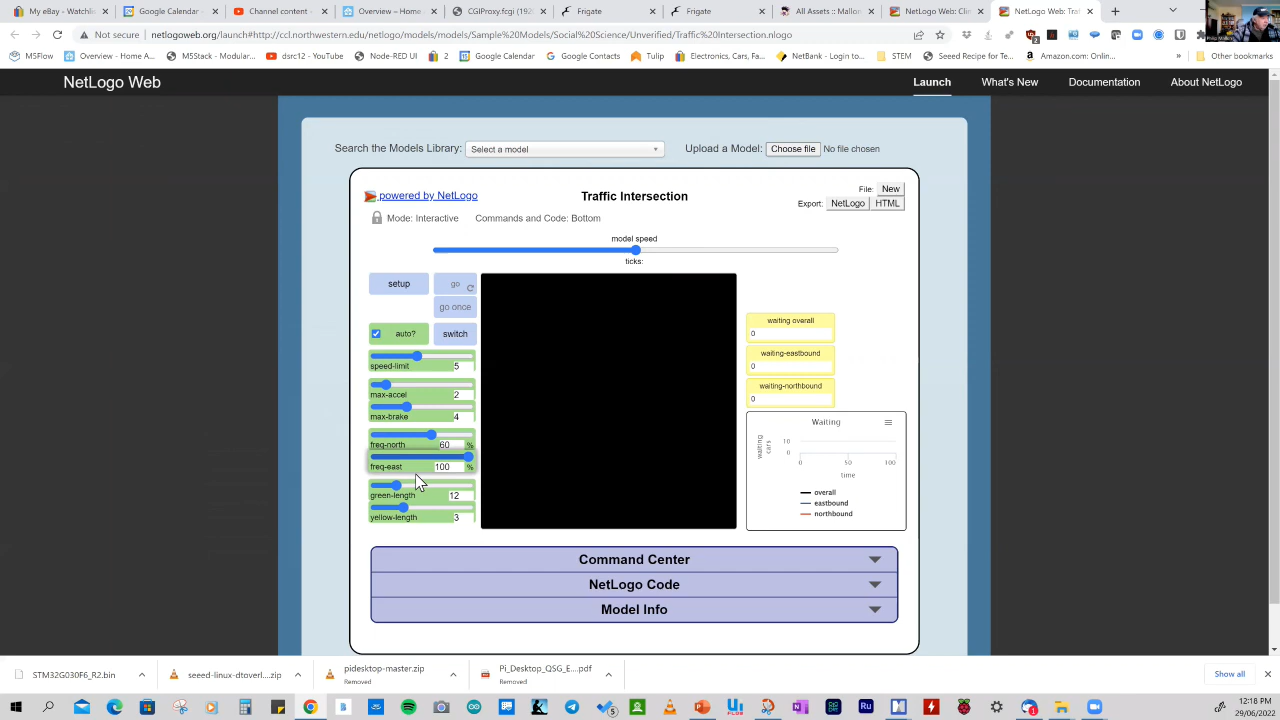 My eBay - Watchlis
Google Calendar -
Channel content -
Overview – Home
CGIProxy.fcg (192.
Frigate
Frigate
All Assets :: Mallon
NetLogo Web: Clim
NetLogo Web: Traf
Not secure | netlogoweb.org/launch#http://ccl.northwestern.edu/netlogo/models/models/Sample%20Models/Social%20Science/Unverified/Traffic%20Intersection.nlogo
M5Flow
Overview – Home A...
M5Stack - Modular...
dsrc12 - YouTube
Node-RED UI
2
Google Calendar
Google Contacts
Tulip
Electronics, Cars, Fa...
NetBank - Log on to...
STEM
Seeed Recipe for Te...
Amazon.com: Onlin...
»
Other bookmarks
NetLogo Web
Launch
What's New
Documentation
About NetLogo
Search the Models Library:
Select a model
Upload a Model:
Choose file
No file chosen
powered by NetLogo
Traffic Intersection
File:
New
Export:
NetLogo
HTML
Mode: Interactive
Commands and Code: Bottom
model speed
ticks:
setup
go
go once
auto?
switch
speed-limit 5
max-accel 2
max-brake 4
freq-north 60 %
freq-east 100 %
green-length 12
yellow-length 3
waiting overall
0
waiting-eastbound
0
waiting-northbound
0
Waiting
waiting cars
10
0
0 50 100
time
overall
eastbound
northbound
Command Center
NetLogo Code
Model Info
STM32G030F6_R2.bin
seeed-linux-dtoverl....zip
pidesktop-master.zip
Removed
Pi_Desktop_QSG_E....pdf
Removed
Show all
12:18 PM
29/06/2022